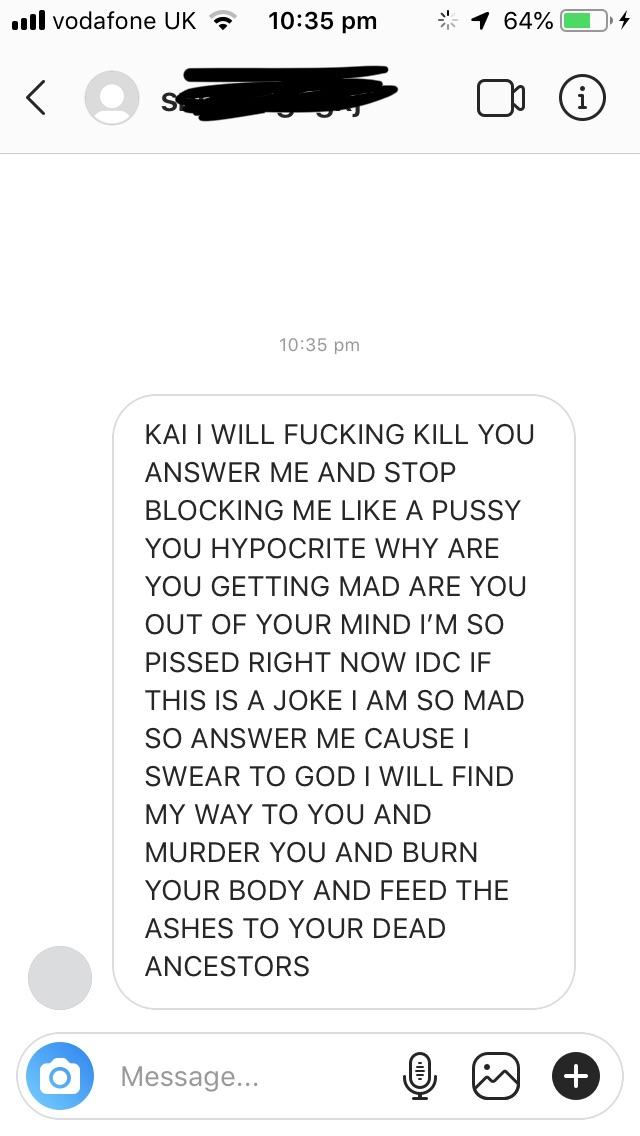 vodafone UK 10:35 pm 64%
10:35 pm
KAI I WILL FUCKING KILL YOU
ANSWER ME AND STOP
BLOCKING ME LIKE A PUSSY
YOU HYPOCRITE WHY ARE
YOU GETTING MAD ARE YOU
OUT OF YOUR MIND I’M SO
PISSED RIGHT NOW IDC IF
THIS IS A JOKE I AM SO MAD
SO ANSWER ME CAUSE I
SWEAR TO GOD I WILL FIND
MY WAY TO YOU AND
MURDER YOU AND BURN
YOUR BODY AND FEED THE
ASHES TO YOUR DEAD
ANCESTORS
Message...